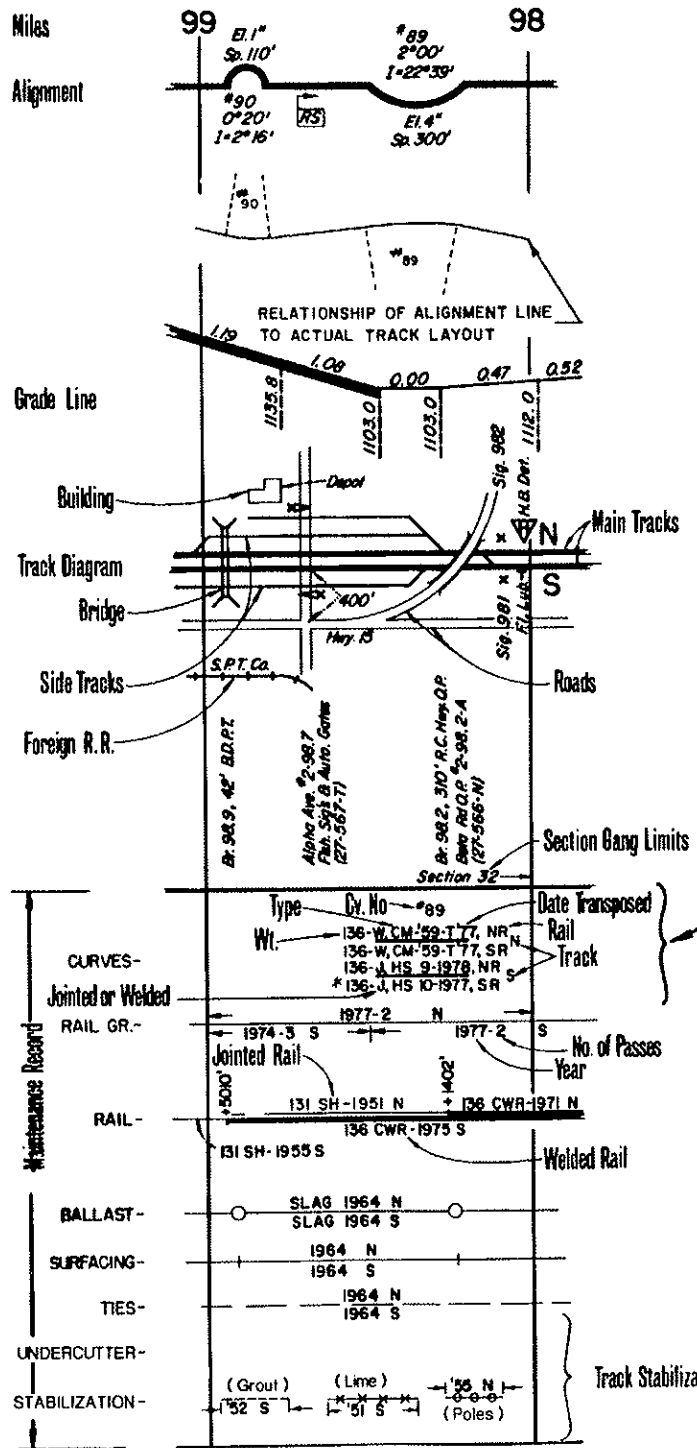 Miles
99
98
El. 1"
Sp. 110'
#89
2°00'
I=22°39'
Alignment
#90
0°20'
I=2°16'
RS
El. 4"
Sp. 300'
#90
#89
RELATIONSHIP OF ALIGNMENT LINE
TO ACTUAL TRACK LAYOUT
1.19
1.08
0.00
0.47
0.52
Grade Line
1135.8
1103.0
1103.0
1112.0
Sig. 982
H.B. Det.
Building
Depot
N
Main Tracks
Track Diagram
S
Bridge
400'
Sig. 981
Fl. Lub.
Hwy. 15
Side Tracks
S.P.T. Co.
Roads
Foreign R.R.
Br. 98.9, 42' B.D.P.T.
Alpha Ave. #2-98.7
Flsh. Sig's & Auto. Gates
(27-567-T)
Br. 98.2, 310' R.C. Hwy. O.P.
Beta Rd O.P. #2-98.2-A
(27-566-N)
Section Gang Limits
Section 32
Maintenance Record
Type
Cv. No
#89
Date Transposed
Wt.
136-W, CM-'59-T'77, NR
Rail
136-W, CM-'59-T'77, SR
N
Track
CURVES-
136-J, HS 9-1978, NR
S
Jointed or Welded
*136-J, HS 10-1977, SR
1977-2 N
RAIL GR.-
1974-3 S
1977-2 S
No. of Passes
Year
Jointed Rail
+5010'
+1402'
131 SH-1951 N
136 CWR-1971 N
RAIL-
136 CWR-1975 S
131 SH-1955 S
Welded Rail
BALLAST-
SLAG 1964 N
SLAG 1964 S
SURFACING-
1964 N
1964 S
TIES-
1964 N
1964 S
UNDERCUTTER-
Track Stabiliza
STABILIZATION-
(Grout)
'52 S
(Lime)
'51 S
'55 N
(Poles)